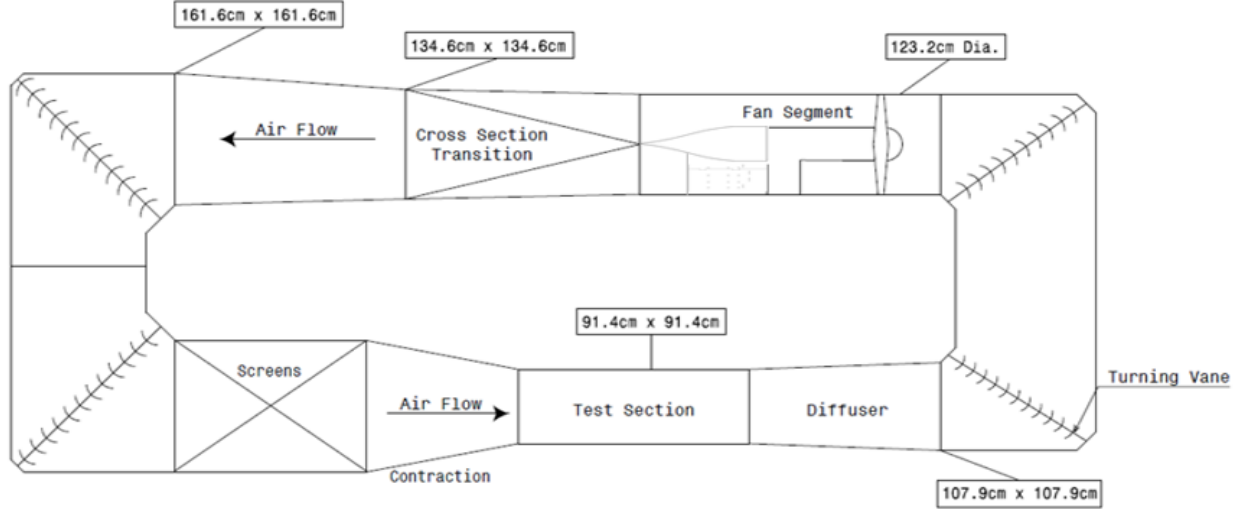 161.6cm x 161.6cm
134.6cm x 134.6cm
123.2cm Dia.
Fan Segment
Air Flow
Cross Section
Transition
91.4cm x 91.4cm
Screens
Turning Vane
Air Flow
Test Section
Diffuser
Contraction
107.9cm x 107.9cm